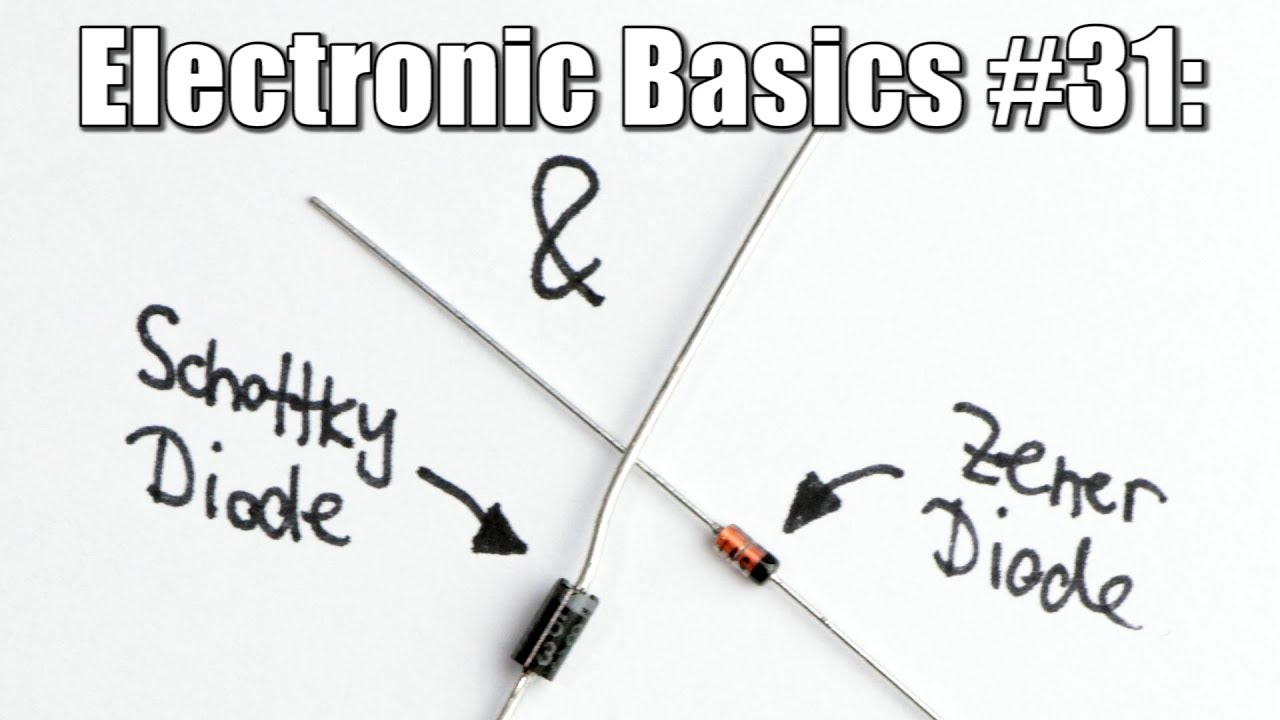 Electronic Basics #31:
&
Schottky
Diode
Zener
Diode